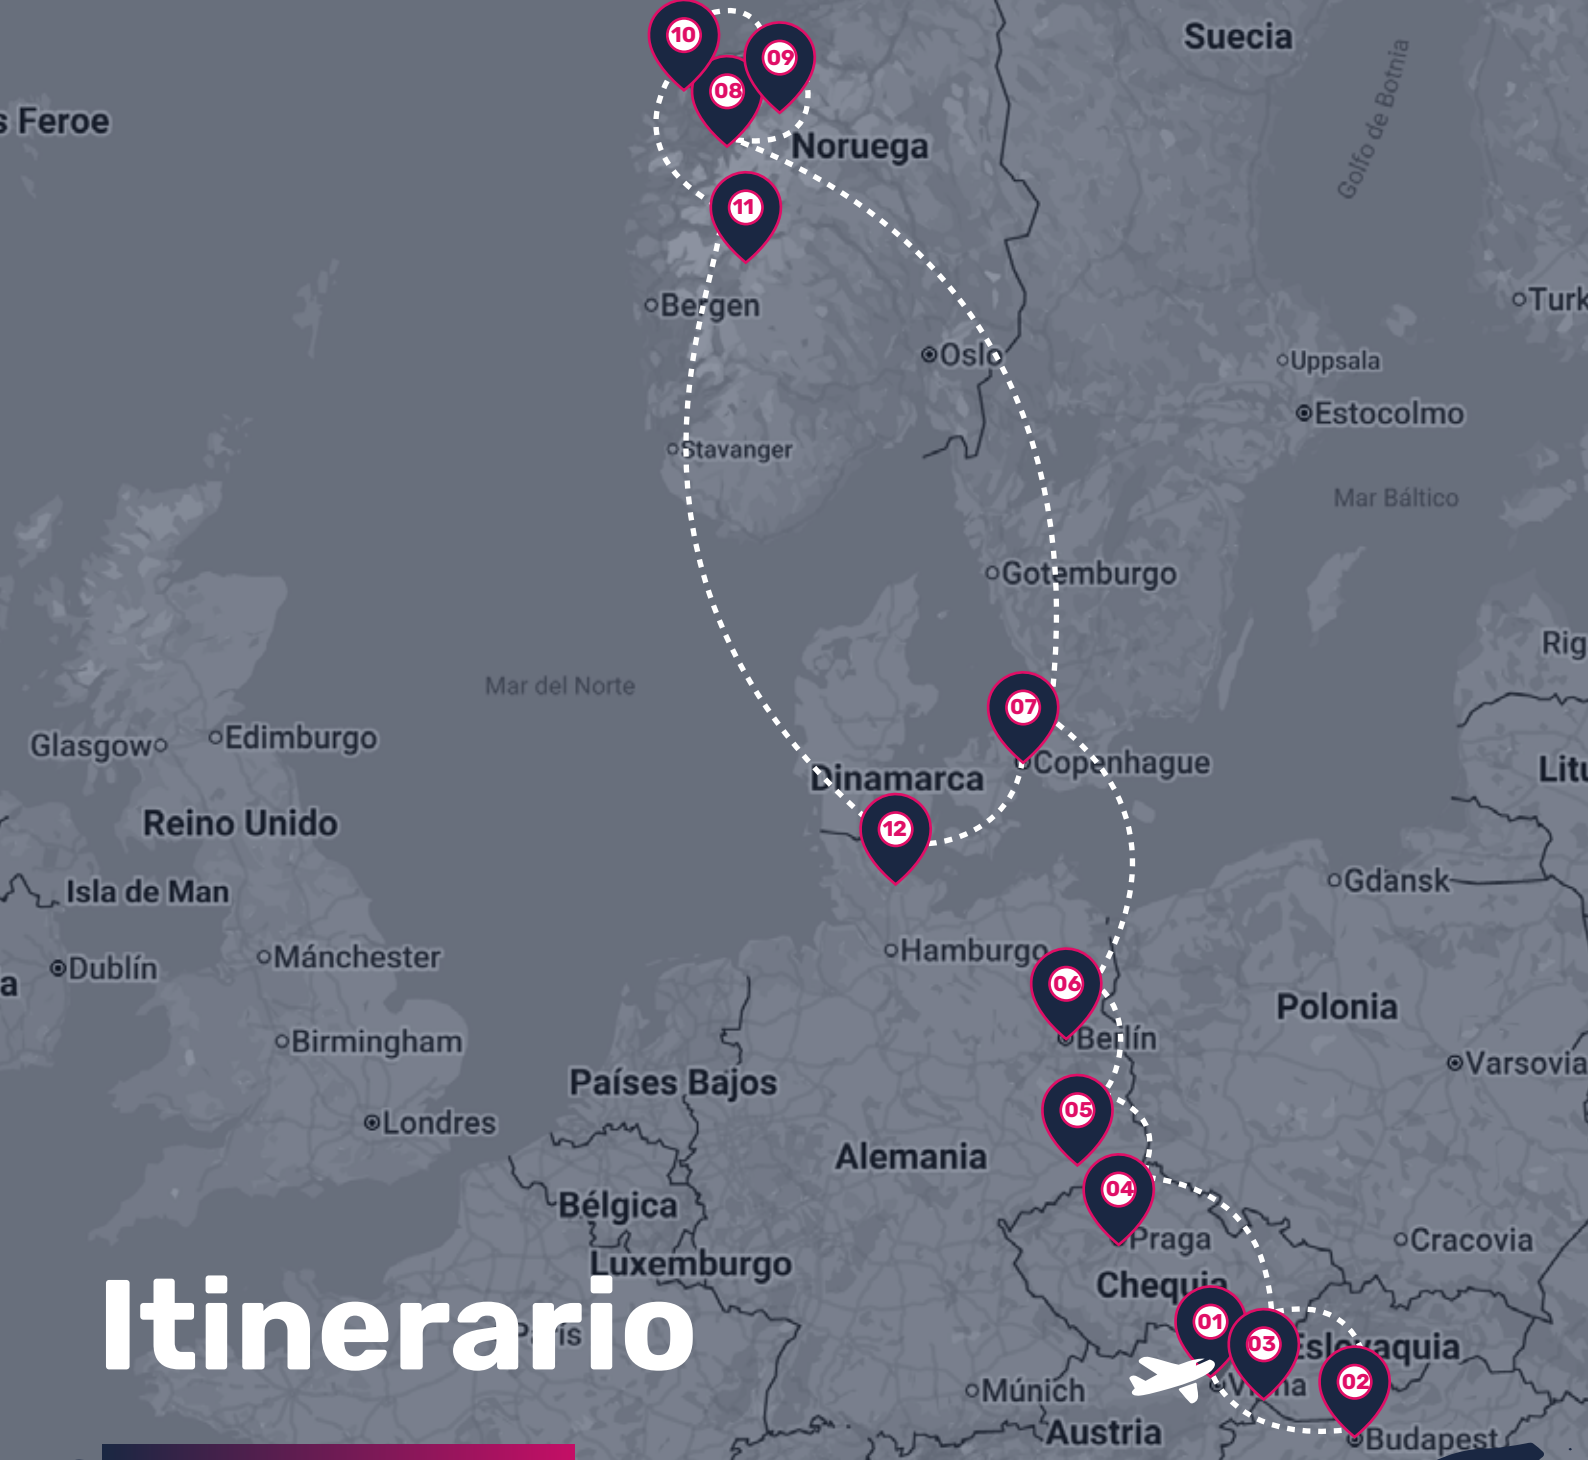 10
Suecia
09
08
Golfo de Botnia
s Feroe
Noruega
11
Bergen
Turk
Oslo
Uppsala
Estocolmo
Stavanger
Mar Báltico
Gotemburgo
Rig
Mar del Norte
07
Glasgow
Edimburgo
Copenhague
Dinamarca
Litu
Reino Unido
12
Isla de Man
Gdansk
Hamburgo
Mánchester
Dublín
a
06
Polonia
Birmingham
Berlín
Varsovia
Países Bajos
05
Londres
Alemania
04
Bélgica
Praga
Cracovia
Luxemburgo
Chequia
Itinerario
01
03
Eslovaquia
02
Múnich
Austria
Budapest